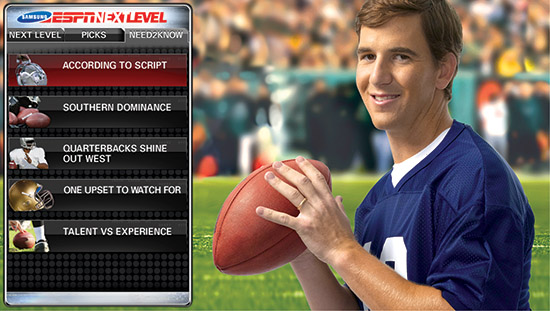 SAMSUNG ESPN NEXT LEVEL
NEXT LEVEL PICKS NEED2KNOW
ACCORDING TO SCRIPT
SOUTHERN DOMINANCE
QUARTERBACKS SHINE
OUT WEST
ONE UPSET TO WATCH FOR
TALENT VS EXPERIENCE